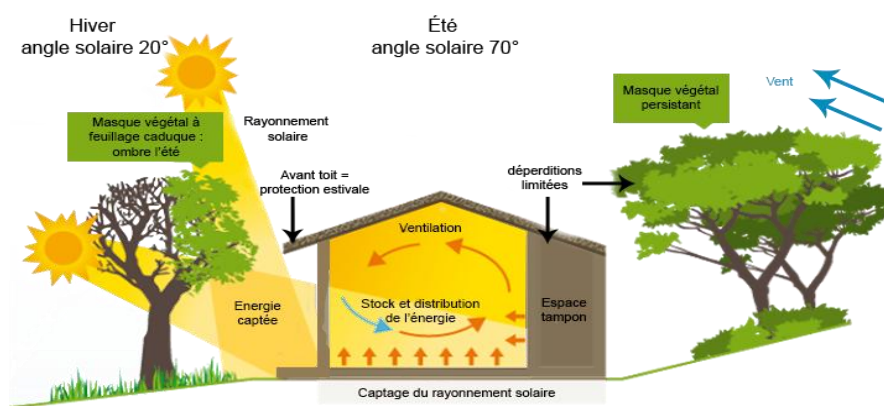 Hiver
angle solaire 20°
Été
angle solaire 70°
Masque végétal à
feuillage caduque :
ombre l'été
Rayonnement
solaire
Masque végétal
persistant
Vent
Avant toit =
protection estivale
déperditions
limitées
Ventilation
Energie
captée
Stock et distribution
de l'énergie
Espace
tampon
Captage du rayonnement solaire